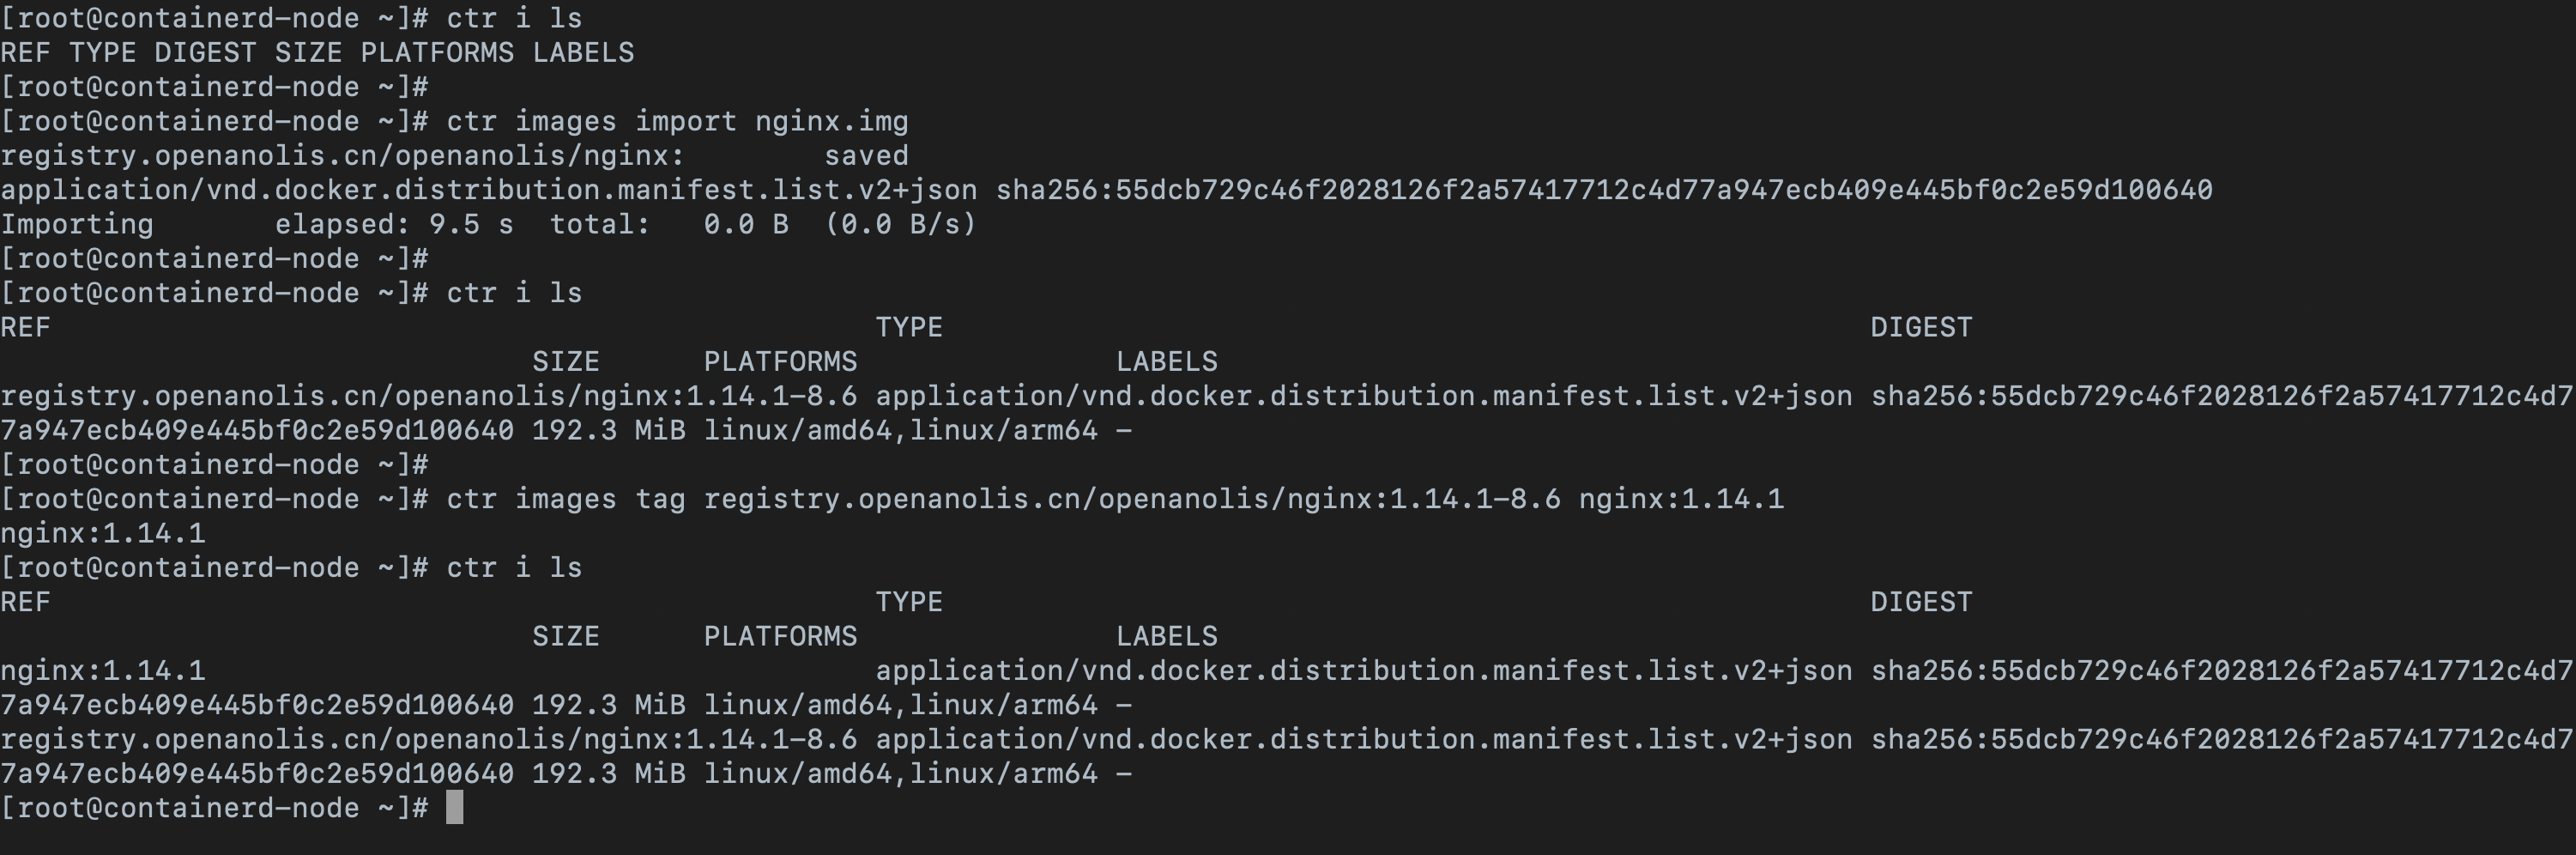 [root@containerd-node ~]# ctr i ls
REF TYPE DIGEST SIZE PLATFORMS LABELS
[root@containerd-node ~]#
[root@containerd-node ~]# ctr images import nginx.img
registry.openanolis.cn/openanolis/nginx:        saved
application/vnd.docker.distribution.manifest.list.v2+json sha256:55dcb729c46f2028126f2a57417712c4d77a947ecb409e445bf0c2e59d100640
Importing       elapsed: 9.5 s  total:   0.0 B  (0.0 B/s)
[root@containerd-node ~]#
[root@containerd-node ~]# ctr i ls
REF                                                TYPE                                                      DIGEST
                               SIZE      PLATFORMS               LABELS
registry.openanolis.cn/openanolis/nginx:1.14.1-8.6 application/vnd.docker.distribution.manifest.list.v2+json sha256:55dcb729c46f2028126f2a57417712c4d7
7a947ecb409e445bf0c2e59d100640 192.3 MiB linux/amd64,linux/arm64 -
[root@containerd-node ~]#
[root@containerd-node ~]# ctr images tag registry.openanolis.cn/openanolis/nginx:1.14.1-8.6 nginx:1.14.1
nginx:1.14.1
[root@containerd-node ~]# ctr i ls
REF                                                TYPE                                                      DIGEST
                               SIZE      PLATFORMS               LABELS
nginx:1.14.1                                       application/vnd.docker.distribution.manifest.list.v2+json sha256:55dcb729c46f2028126f2a57417712c4d7
7a947ecb409e445bf0c2e59d100640 192.3 MiB linux/amd64,linux/arm64 -
registry.openanolis.cn/openanolis/nginx:1.14.1-8.6 application/vnd.docker.distribution.manifest.list.v2+json sha256:55dcb729c46f2028126f2a57417712c4d7
7a947ecb409e445bf0c2e59d100640 192.3 MiB linux/amd64,linux/arm64 -
[root@containerd-node ~]#